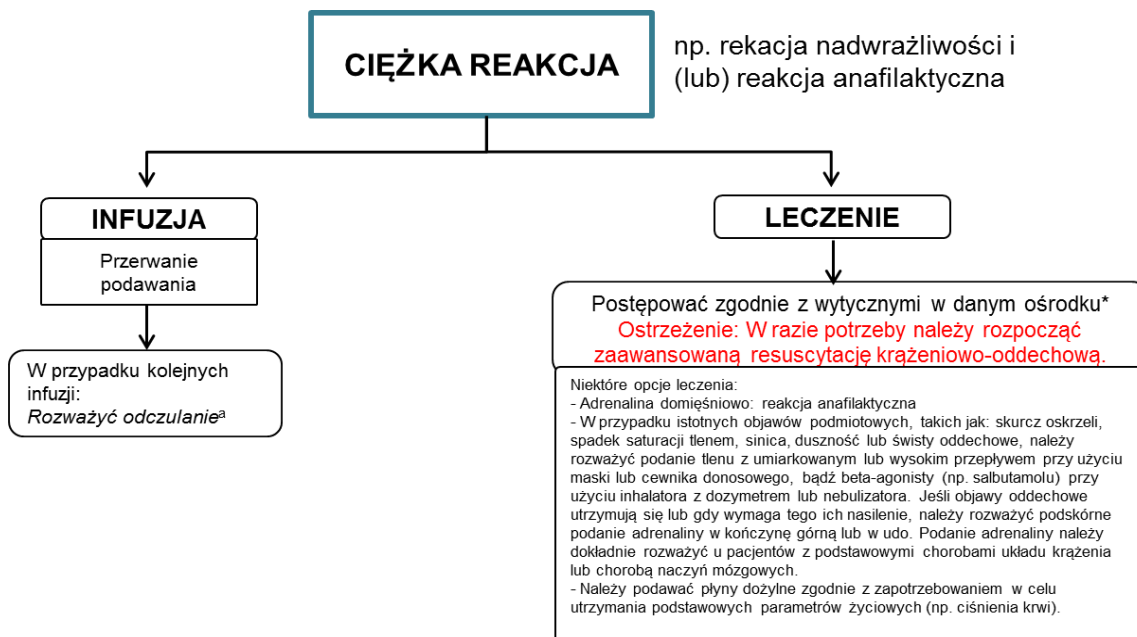 CIĘŻKA REAKCJA
np. rekacja nadwrażliwości i
(lub) reakcja anafilaktyczna
INFUZJA
Przerwanie
podawania
W przypadku kolejnych
infuzji:
Rozważyć odczulanieᵃ
LECZENIE
Postępować zgodnie z wytycznymi w danym ośrodku*
Ostrzeżenie: W razie potrzeby należy rozpocząć
zaawansowaną resuscytację krążeniowo-oddechową.
Niektóre opcje leczenia:
- Adrenalina domięśniowo: reakcja anafilaktyczna
- W przypadku istotnych objawów podmiotowych, takich jak: skurcz oskrzeli,
spadek saturacji tlenem, sinica, duszność lub świsty oddechowe, należy
rozważyć podanie tlenu z umiarkowanym lub wysokim przepływem przy użyciu
maski lub cewnika donosowego, bądź beta-agonisty (np. salbutamolu) przy
użyciu inhalatora z dozymetrem lub nebulizatora. Jeśli objawy oddechowe
utrzymują się lub gdy wymaga tego ich nasilenie, należy rozważyć podskórne
podanie adrenaliny w kończynę górną lub w udo. Podanie adrenaliny należy
dokładnie rozważyć u pacjentów z podstawowymi chorobami układu krążenia
lub chorobą naczyń mózgowych.
- Należy podawać płyny dożylne zgodnie z zapotrzebowaniem w celu
utrzymania podstawowych parametrów życiowych (np. ciśnienia krwi).